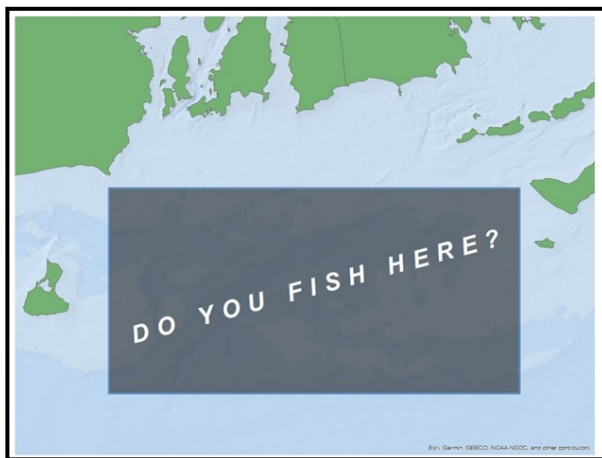 DO YOU FISH HERE?
Esri, Garmin, GEBCO, NOAA NGDC, and other contributors